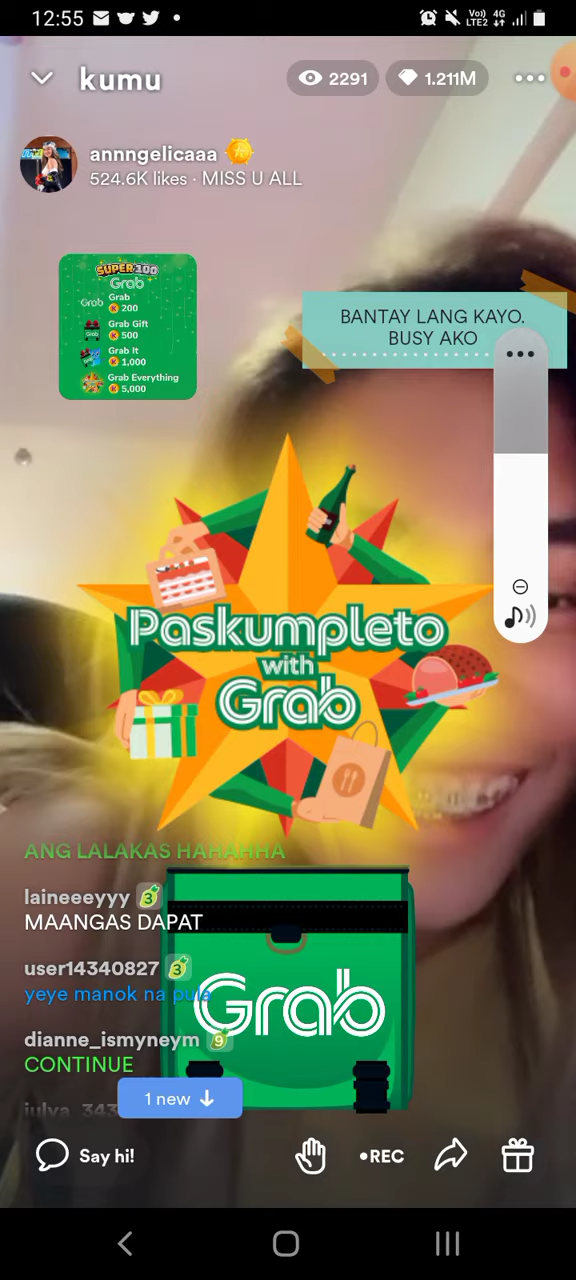 12:55
Vo)) 4G
LTE2
kumu
2291
1.211M
annngelicaaa
524.6K likes · MISS U ALL
SUPER 100
Grab
Grab
Grab
200
Grab Gift
500
Grab It
1,000
Grab Everything
5,000
BANTAY LANG KAYO.
BUSY AKO
Paskumpleto
with
Grab
ANG LALAKAS HAHAHHA
laineeeyyy 3
MAANGAS DAPAT
user14340827 3
yeye manok na pula
dianne_ismyneym 9
CONTINUE
Grab
1 new
Say hi!
•REC